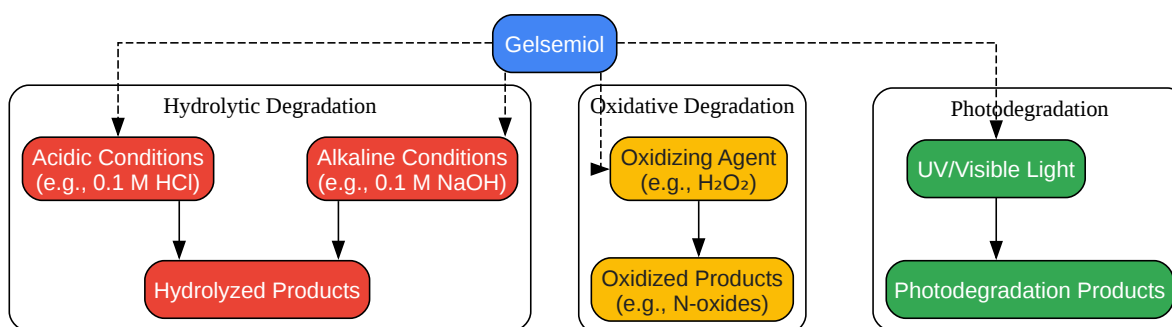 Gelsemiol
Hydrolytic Degradation
Oxidative Degradation
Photodegradation
Acidic Conditions
(e.g., 0.1 M HCl)
Alkaline Conditions
(e.g., 0.1 M NaOH)
Oxidizing Agent
(e.g., H₂O₂)
UV/Visible Light
Hydrolyzed Products
Oxidized Products
(e.g., N-oxides)
Photodegradation Products